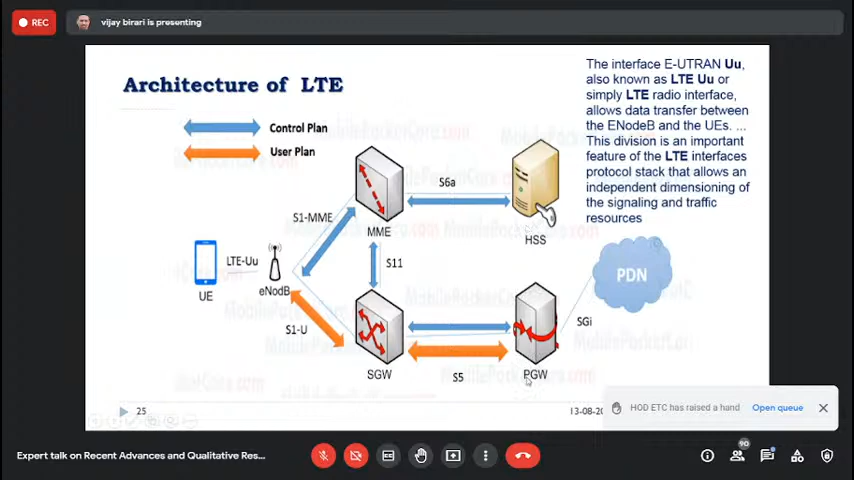 REC
vijay birari is presenting
Architecture of LTE
Control Plan
User Plan
The interface E-UTRAN Uu,
also known as LTE Uu or
simply LTE radio interface,
allows data transfer between
the ENodeB and the UEs. ...
This division is an important
feature of the LTE interfaces
protocol stack that allows an
independent dimensioning of
the signaling and traffic
resources
S6a
S1-MME
MME
HSS
LTE-Uu
S11
PDN
eNodB
UE
S1-U
SGi
SGW
S5
PGW
25
13-08-20
HOD ETC has raised a hand
Open queue
90
Expert talk on Recent Advances and Qualitative Res...